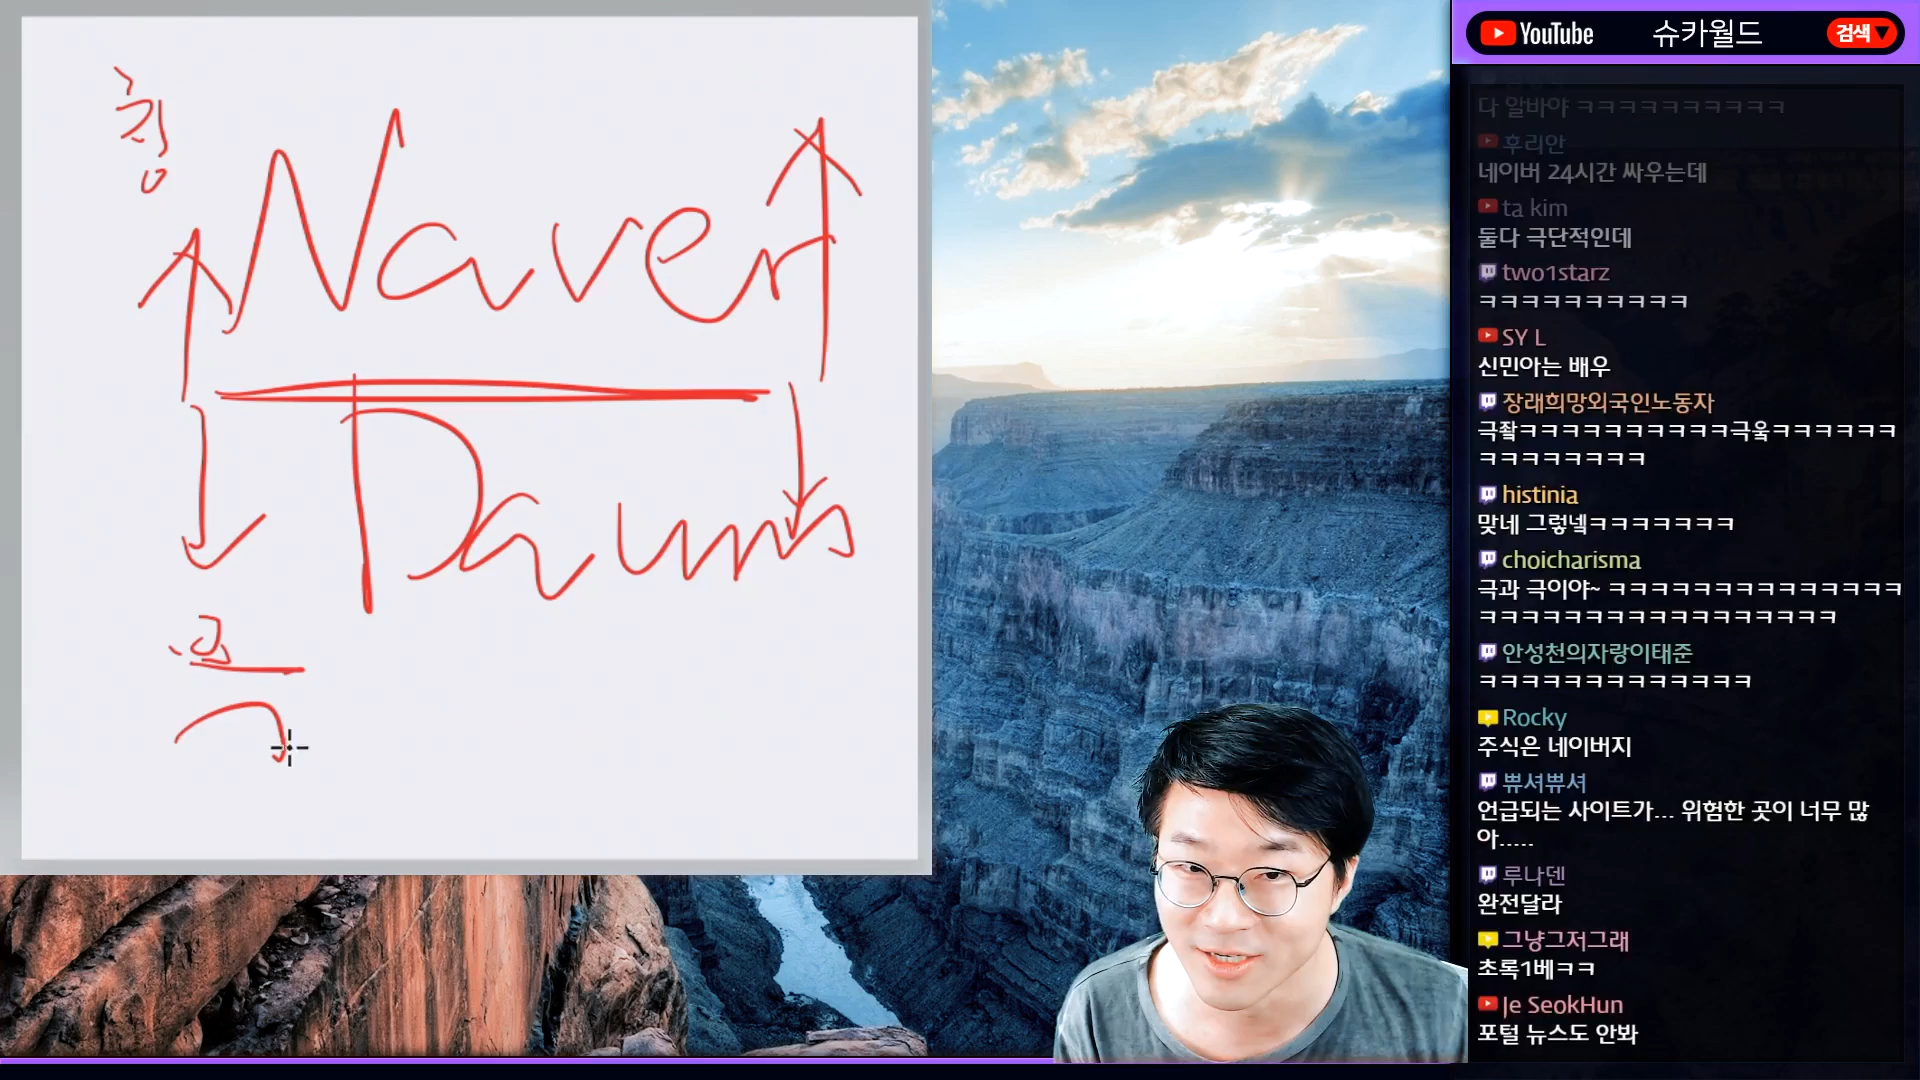 Naver
Daum
YouTube 슈카월드 검색▼
다 알바야 ㅋㅋㅋㅋㅋㅋㅋㅋㅋㅋ
후리안
네이버 24시간 싸우는데
ta kim
둘다 극단적인데
two1starz
ㅋㅋㅋㅋㅋㅋㅋㅋㅋㅋ
SY L
신민아는 배우
장래희망외국인노동자
극좌ㅋㅋㅋㅋㅋㅋㅋㅋㅋㅋ극웈ㅋㅋㅋㅋㅋㅋ
ㅋㅋㅋㅋㅋㅋㅋㅋ
histinia
맞네 그렇넼ㅋㅋㅋㅋㅋㅋㅋ
choicharisma
극과 극이야~ ㅋㅋㅋㅋㅋㅋㅋㅋㅋㅋㅋㅋㅋㅋ
ㅋㅋㅋㅋㅋㅋㅋㅋㅋㅋㅋㅋㅋㅋㅋㅋㅋ
안성천의자랑이태준
ㅋㅋㅋㅋㅋㅋㅋㅋㅋㅋㅋㅋㅋ
Rocky
주식은 네이버지
쀼셔쀼셔
언급되는 사이트가... 위험한 곳이 너무 많
아.....
루나덴
완전달라
그냥그저그래
초록1베ㅋㅋ
Je SeokHun
포털 뉴스도 안봐